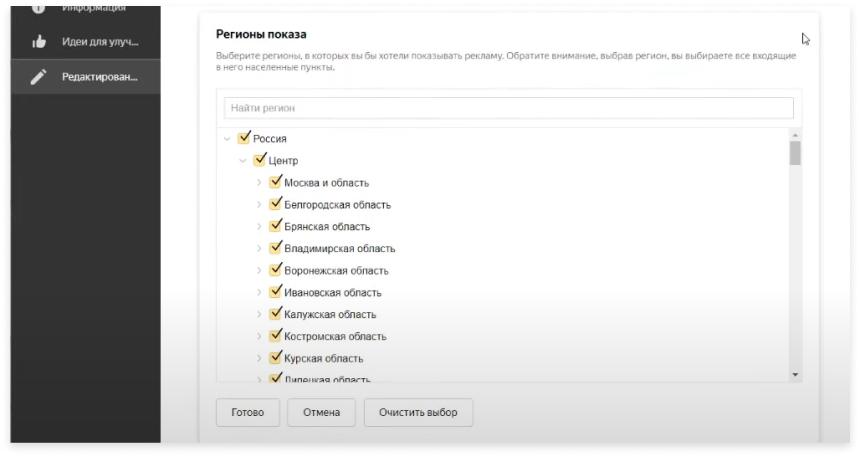 Информация
Идеи для улуч...
Редактирован...
Регионы показа
Выберите регионы, в которых вы бы хотели показывать рекламу. Обратите внимание, выбрав регион, вы выбираете все входящие
в него населенные пункты.
Найти регион
Россия
Центр
Москва и область
Белгородская область
Брянская область
Владимирская область
Воронежская область
Ивановская область
Калужская область
Костромская область
Курская область
Липецкая область
Готово
Отмена
Очистить выбор